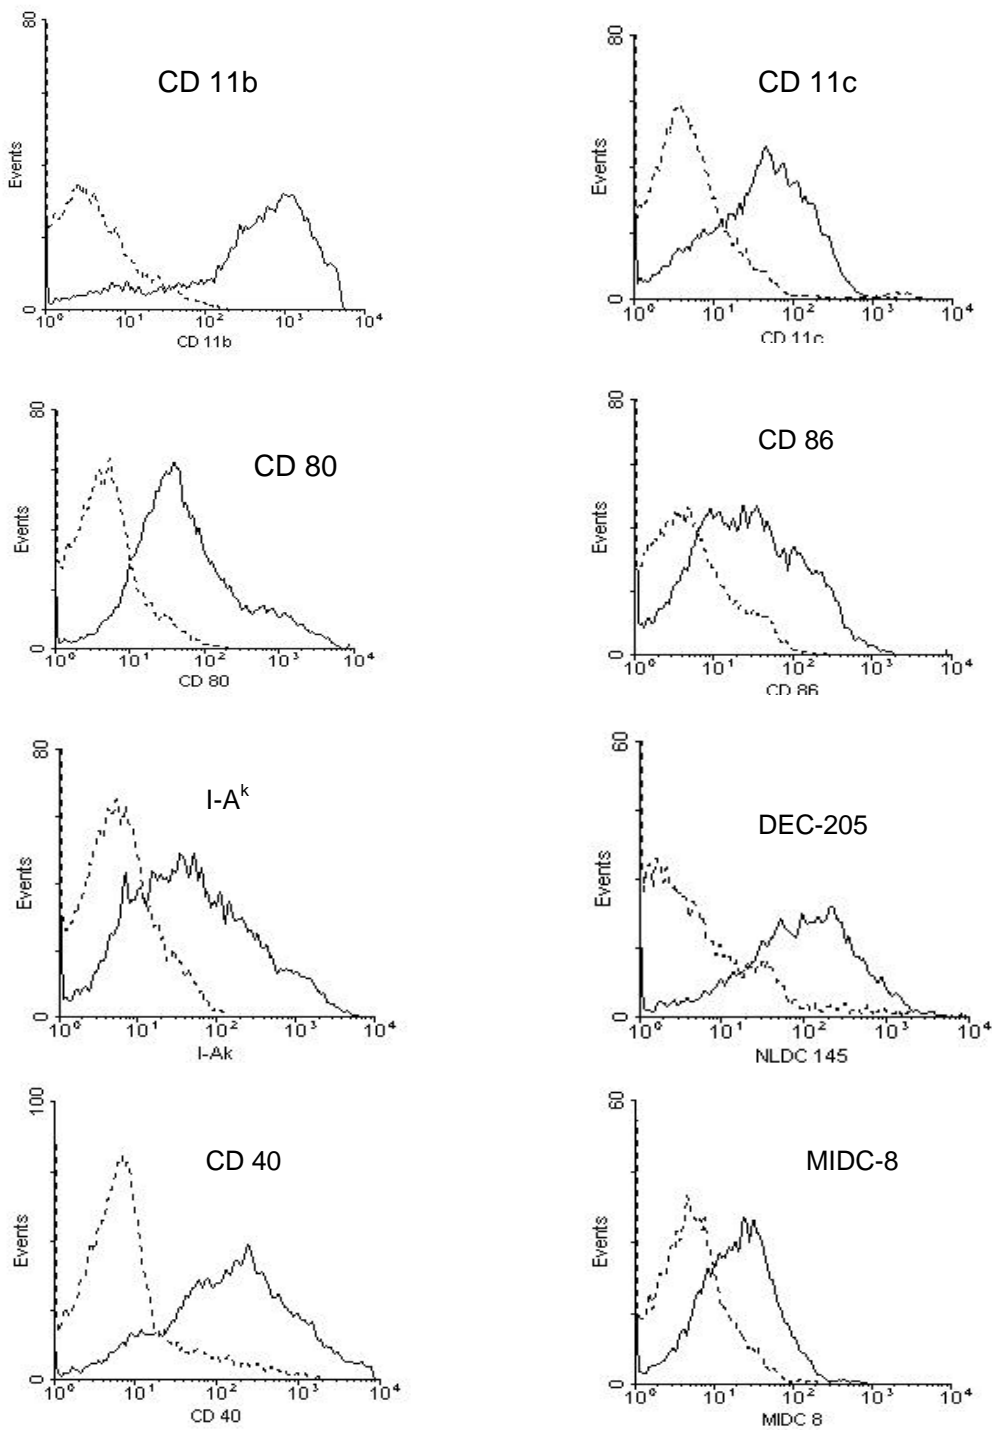 80
CD 11b
Events
0
10⁰ 10¹ 10² 10³ 10⁴
CD 11b
80
CD 11c
Events
0
10⁰ 10¹ 10² 10³ 10⁴
CD 11c
80
CD 80
Events
0
10⁰ 10¹ 10² 10³ 10⁴
CD 80
80
CD 86
Events
0
10⁰ 10¹ 10² 10³ 10⁴
CD 86
80
I-Aᵏ
Events
0
10⁰ 10¹ 10² 10³ 10⁴
I-Ak
60
DEC-205
Events
0
10⁰ 10¹ 10² 10³ 10⁴
NLDC 145
100
CD 40
Events
0
10⁰ 10¹ 10² 10³ 10⁴
CD 40
60
MIDC-8
Events
0
10⁰ 10¹ 10² 10³ 10⁴
MIDC 8